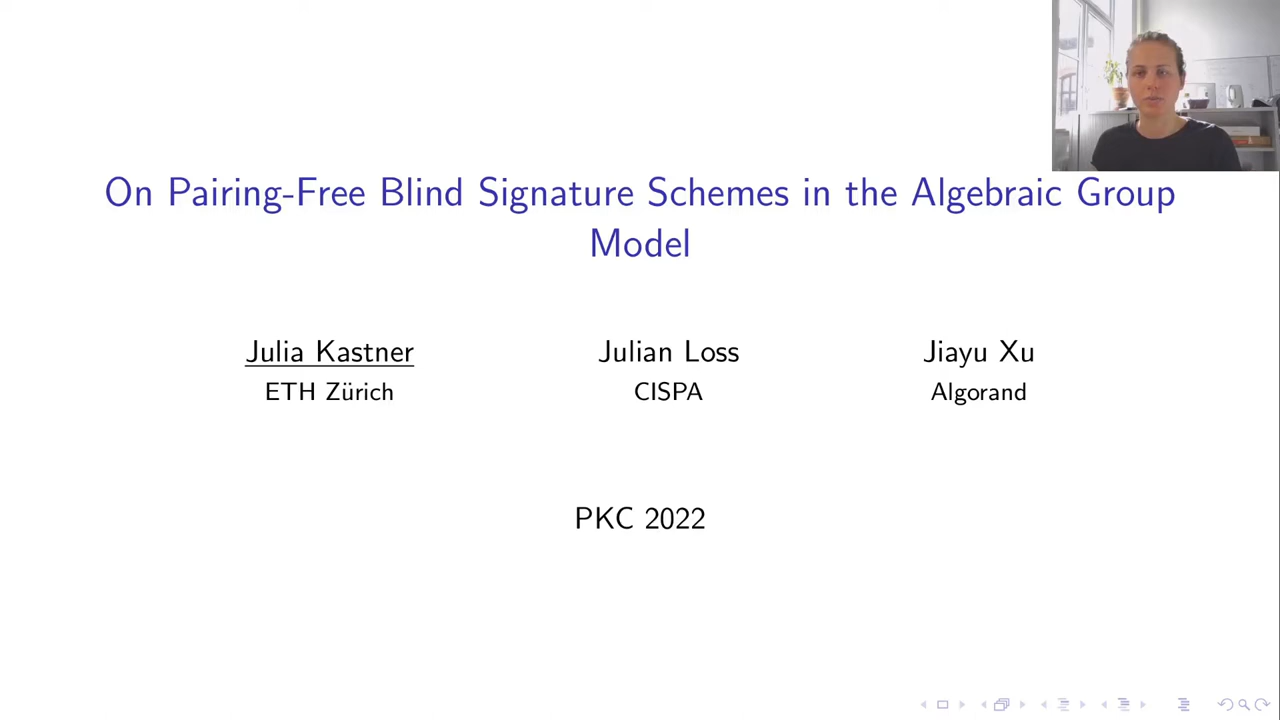 On Pairing-Free Blind Signature Schemes in the Algebraic Group
Model
Julia Kastner Julian Loss Jiayu Xu
ETH Zürich CISPA Algorand
PKC 2022